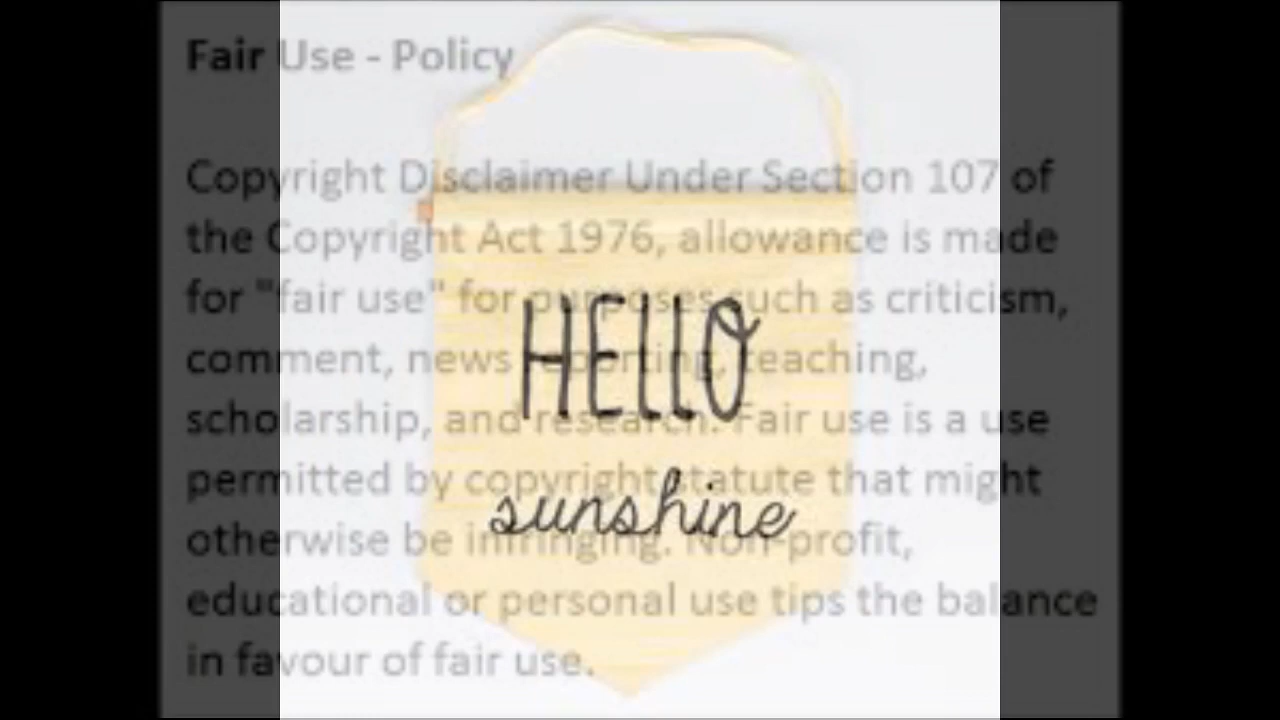 Fair Use - Policy
Copyright Disclaimer Under Section 107 of
the Copyright Act 1976, allowance is made
for "fair use" for purposes such as criticism,
comment, news reporting, teaching,
scholarship, and research. Fair use is a use
permitted by copyright statute that might
otherwise be infringing. Non-profit,
educational or personal use tips the balance
in favour of fair use.
HELLO
sunshine